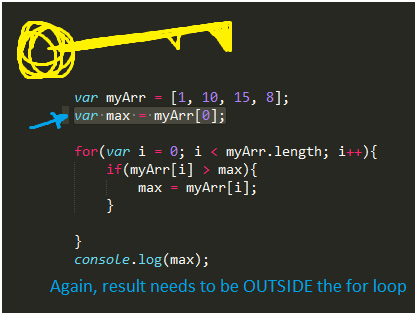 var myArr = [1, 10, 15, 8];
var max = myArr[0];
for(var i = 0; i < myArr.length; i++){
if(myArr[i] > max){
max = myArr[i];
}
}
console.log(max);
Again, result needs to be OUTSIDE the for loop